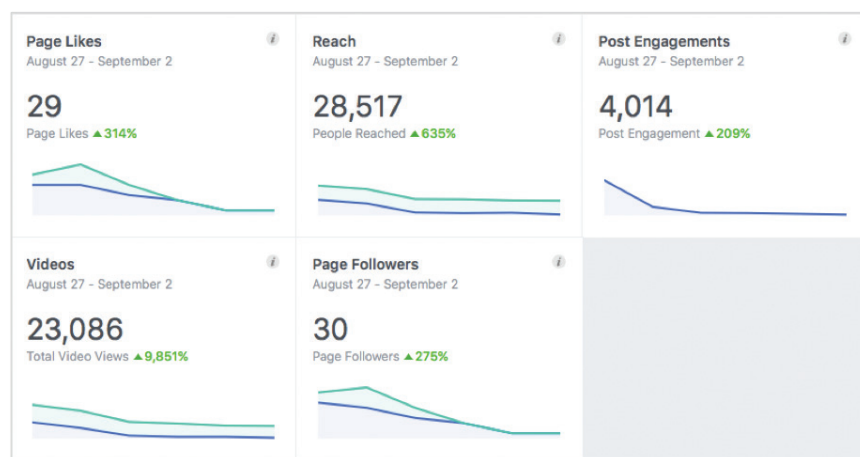 Page Likes
August 27 - September 2
29
Page Likes ▲314%
Reach
August 27 - September 2
28,517
People Reached ▲635%
Post Engagements
August 27 - September 2
4,014
Post Engagement ▲209%
Videos
August 27 - September 2
23,086
Total Video Views ▲9,851%
Page Followers
August 27 - September 2
30
Page Followers ▲275%